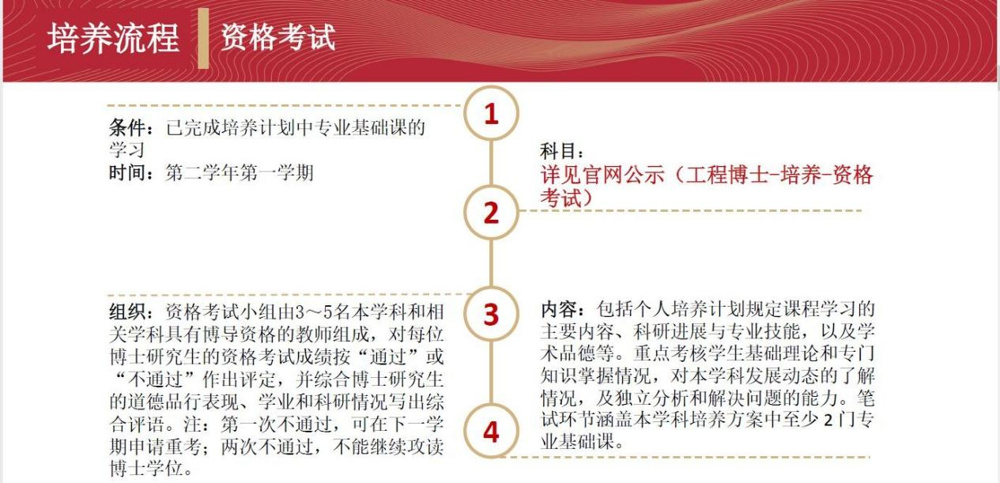 培养流程
资格考试
1
条件：已完成培养计划中专业基础课的
学习
时间：第二学年第一学期
科目：
详见官网公示（工程博士-培养-资格
考试）
2
3
组织：资格考试小组由3～5名本学科和相
关学科具有博导资格的教师组成，对每位
博士研究生的资格考试成绩按“通过”或
“不通过”作出评定，并综合博士研究生
的道德品行表现、学业和科研情况写出综
合评语。注：第一次不通过，可在下一学
期申请重考；两次不通过，不能继续攻读
博士学位。
内容：包括个人培养计划规定课程学习的
主要内容、科研进展与专业技能，以及学
术品德等。重点考核学生基础理论和专门
知识掌握情况，对本学科发展动态的了解
情况，及独立分析和解决问题的能力。笔
试环节涵盖本学科培养方案中至少 2 门专
业基础课。
4